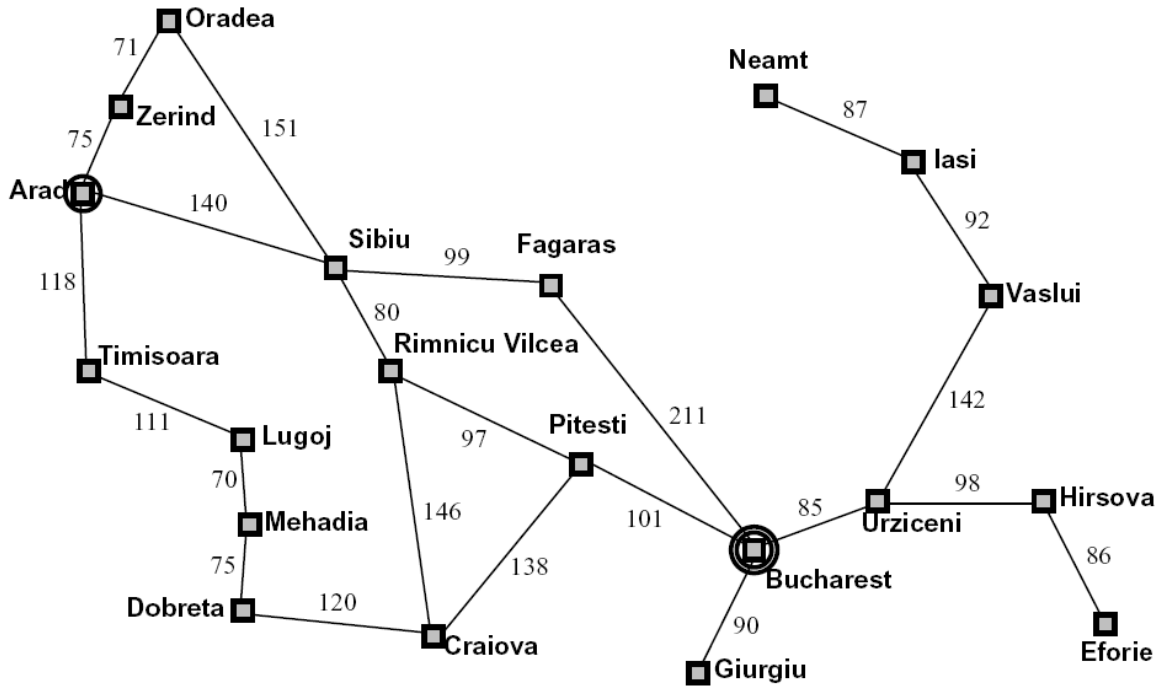 Oradea
71
Neamt
Zerind
87
75
151
Iasi
Arad
140
92
Sibiu
Fagaras
99
118
Vaslui
80
Timisoara
Rimnicu Vilcea
142
111
211
Lugoj
97
Pitesti
70
98
Hirsova
146
101
85
Urziceni
Mehadia
86
75
138
Bucharest
Dobreta
120
90
Craiova
Eforie
Giurgiu